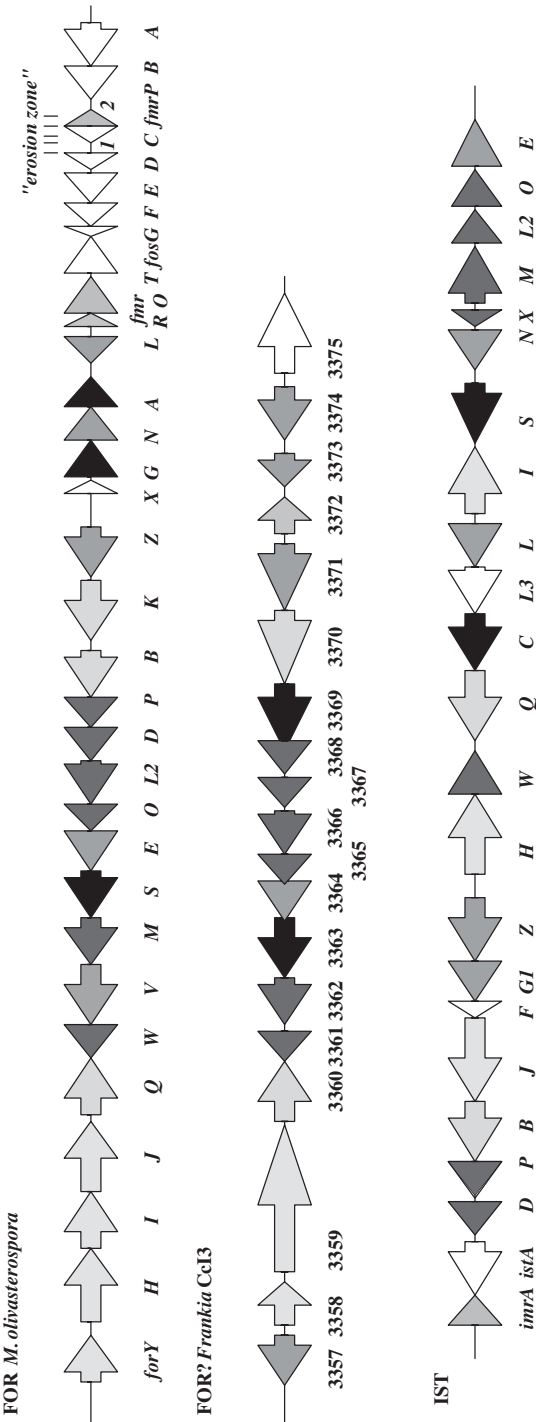 FOR M. olivasterospora
"erosion zone"
forY H I J Q W V M S E O L2 D P B K Z X G N A L fmr R O T fosG F E D C 1 fmrP 2 B A
FOR? Frankia CcI3
3357 3358 3359 3360 3361 3362 3363 3364 3365 3366 3367 3368 3369 3370 3371 3372 3373 3374 3375
IST
imrA istA D P B J F G1 Z H W Q C L3 L I S N X M L2 O E